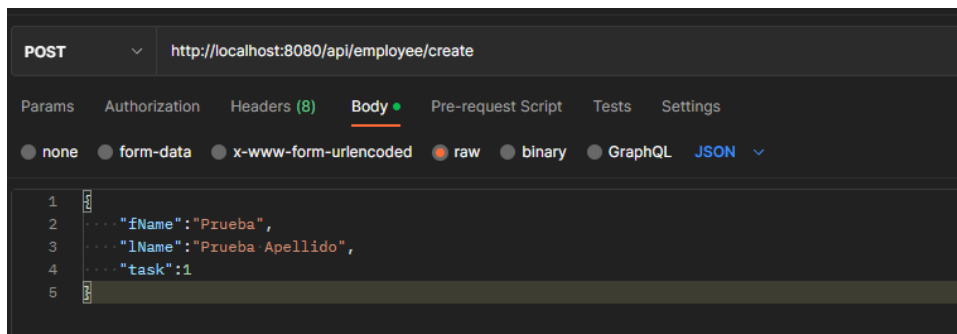 POST http://localhost:8080/api/employee/create
Params Authorization Headers (8) Body Pre-request Script Tests Settings
none form-data x-www-form-urlencoded raw binary GraphQL JSON
1 {
2 "fName":"Prueba",
3 "lName":"Prueba Apellido",
4 "task":1
5 }